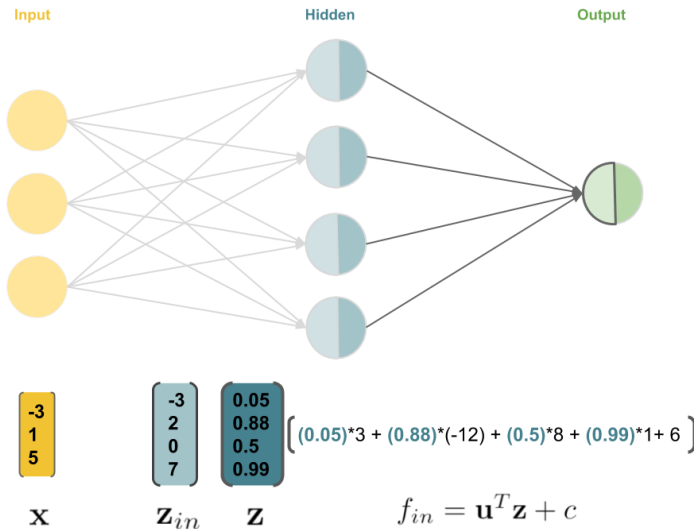 Input Hidden Output
-3
1
5
-3
2
0
7
0.05
0.88
0.5
0.99
(0.05)*3 + (0.88)*(-12) + (0.5)*8 + (0.99)*1+ 6
x
z_in
z
f_in = u^T z + c